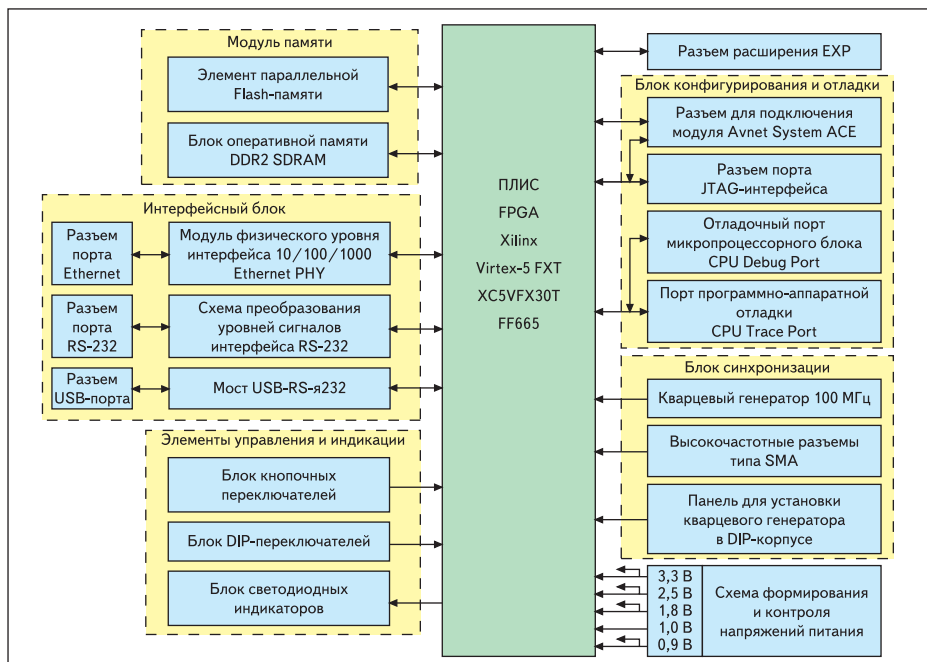 Модуль памяти
Элемент параллельной
Flash-памяти
Блок оперативной памяти
DDR2 SDRAM
Интерфейсный блок
Разъем
порта
Ethernet
Модуль физического уровня
интерфейса 10/100/1000
Ethernet PHY
Разъем
порта
RS-232
Схема преобразования
уровней сигналов
интерфейса RS-232
Разъем
USB-порта
Мост USB-RS-я232
Элементы управления и индикации
Блок кнопочных
переключателей
Блок DIP-переключателей
Блок светодиодных
индикаторов
ПЛИС
FPGA
Xilinx
Virtex-5 FXT
XC5VFX30T
FF665
Разъем расширения EXP
Блок конфигурирования и отладки
Разъем для подключения
модуля Avnet System ACE
Разъем порта
JTAG-интерфейса
Отладочный порт
микропроцессорного блока
CPU Debug Port
Порт программно-аппаратной
отладки
CPU Trace Port
Блок синхронизации
Кварцевый генератор 100 МГц
Высокочастотные разъемы
типа SMA
Панель для установки
кварцевого генератора
в DIP-корпусе
3,3 В
2,5 В
1,8 В
1,0 В
0,9 В
Схема формирования
и контроля
напряжений питания